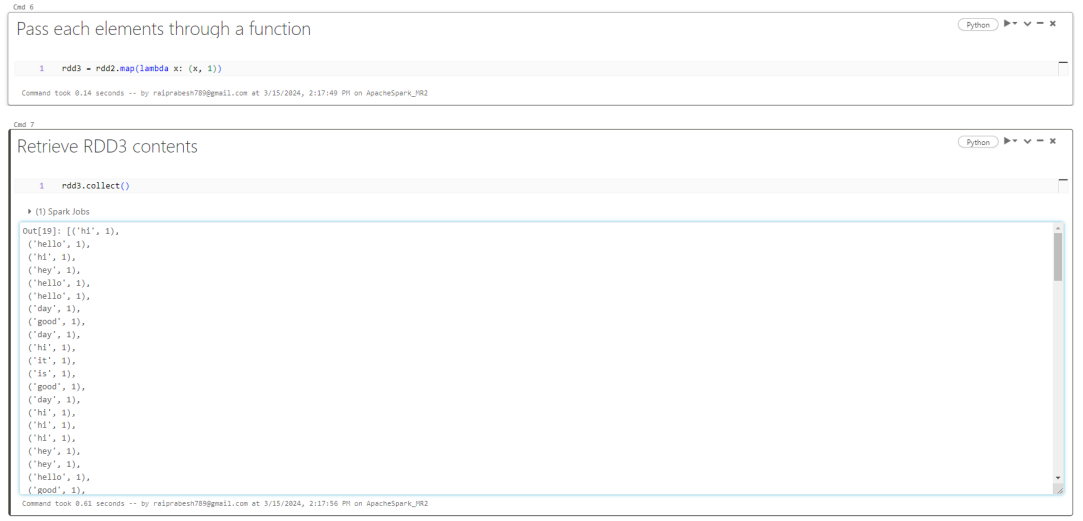 Cmd 6
Pass each elements through a function
Python
1 rdd3 = rdd2.map(lambda x: (x, 1))
Command took 0.14 seconds -- by raiprabesh789@gmail.com at 3/15/2024, 2:17:49 PM on ApacheSpark_MR2
Cmd 7
Retrieve RDD3 contents
Python
1 rdd3.collect()
(1) Spark Jobs
Out[19]: [('hi', 1),
('hello', 1),
('hi', 1),
('hey', 1),
('hello', 1),
('hello', 1),
('day', 1),
('good', 1),
('day', 1),
('hi', 1),
('it', 1),
('is', 1),
('good', 1),
('day', 1),
('hi', 1),
('hi', 1),
('hi', 1),
('hey', 1),
('hey', 1),
('hello', 1),
('good', 1),
Command took 0.61 seconds -- by raiprabesh789@gmail.com at 3/15/2024, 2:17:56 PM on ApacheSpark_MR2